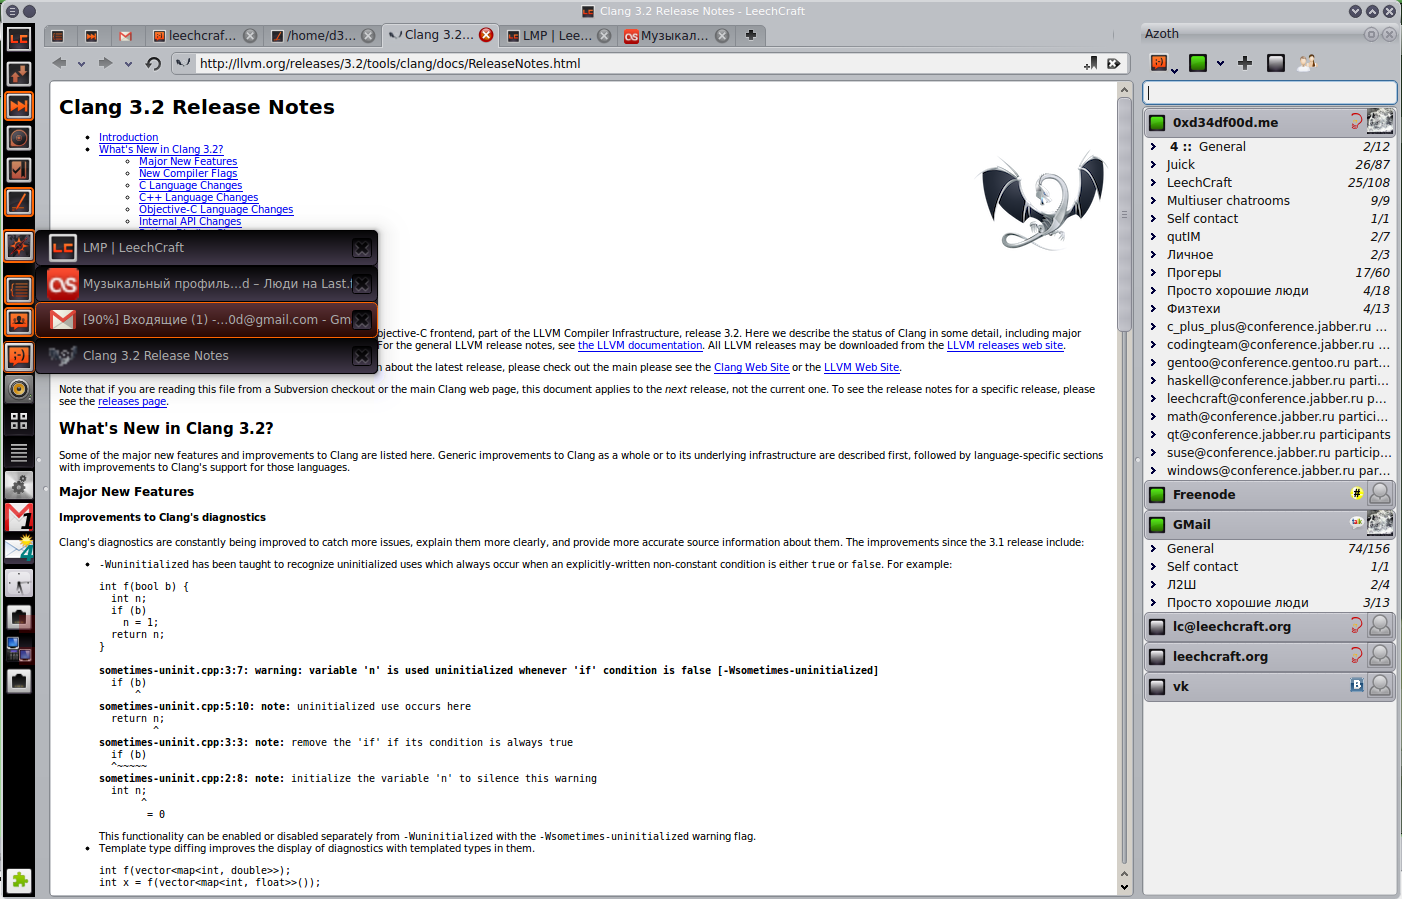 Clang 3.2 Release Notes - LeechCraft
leechcraf...
/home/d3...
Clang 3.2...
LMP | Lee...
Музыкал...
http://llvm.org/releases/3.2/tools/clang/docs/ReleaseNotes.html
Clang 3.2 Release Notes
Introduction
What's New in Clang 3.2?
Major New Features
New Compiler Flags
C Language Changes
C++ Language Changes
Objective-C Language Changes
Internal API Changes
LMP | LeechCraft
Музыкальный профиль...d – Люди на Last.f
[90%] Входящие (1) -...0d@gmail.com - Gm
Clang 3.2 Release Notes
bjective-C frontend, part of the LLVM Compiler Infrastructure, release 3.2. Here we describe the status of Clang in some detail, including major
For the general LLVM release notes, see the LLVM documentation. All LLVM releases may be downloaded from the LLVM releases web site.
about the latest release, please check out the main please see the Clang Web Site or the LLVM Web Site.
Note that if you are reading this file from a Subversion checkout or the main Clang web page, this document applies to the next release, not the current one. To see the release notes for a specific release, please
see the releases page.
What's New in Clang 3.2?
Some of the major new features and improvements to Clang are listed here. Generic improvements to Clang as a whole or to its underlying infrastructure are described first, followed by language-specific sections
with improvements to Clang's support for those languages.
Major New Features
Improvements to Clang's diagnostics
Clang's diagnostics are constantly being improved to catch more issues, explain them more clearly, and provide more accurate source information about them. The improvements since the 3.1 release include:
-Wuninitialized has been taught to recognize uninitialized uses which always occur when an explicitly-written non-constant condition is either true or false. For example:
int f(bool b) {
int n;
if (b)
n = 1;
return n;
}
sometimes-uninit.cpp:3:7: warning: variable 'n' is used uninitialized whenever 'if' condition is false [-Wsometimes-uninitialized]
if (b)
^
sometimes-uninit.cpp:5:10: note: uninitialized use occurs here
return n;
^
sometimes-uninit.cpp:3:3: note: remove the 'if' if its condition is always true
if (b)
^~~~~~
sometimes-uninit.cpp:2:8: note: initialize the variable 'n' to silence this warning
int n;
^
= 0
This functionality can be enabled or disabled separately from -Wuninitialized with the -Wsometimes-uninitialized warning flag.
Template type diffing improves the display of diagnostics with templated types in them.
int f(vector<map<int, double>>);
int x = f(vector<map<int, float>>());
Azoth
0xd34df00d.me
4 :: General 2/12
Juick 26/87
LeechCraft 25/108
Multiuser chatrooms 9/9
Self contact 1/1
qutIM 2/7
Личное 2/3
Прогеры 17/60
Просто хорошие люди 4/18
Физтехи 4/13
c_plus_plus@conference.jabber.ru ...
codingteam@conference.jabber.ru ...
gentoo@conference.gentoo.ru par...
haskell@conference.jabber.ru parti...
leechcraft@conference.jabber.ru p...
math@conference.jabber.ru partici...
qt@conference.jabber.ru participants
suse@conference.jabber.ru particip...
windows@conference.jabber.ru par...
Freenode
GMail
General 74/156
Self contact 1/1
Л2Ш 2/4
Просто хорошие люди 3/13
lc@leechcraft.org
leechcraft.org
vk